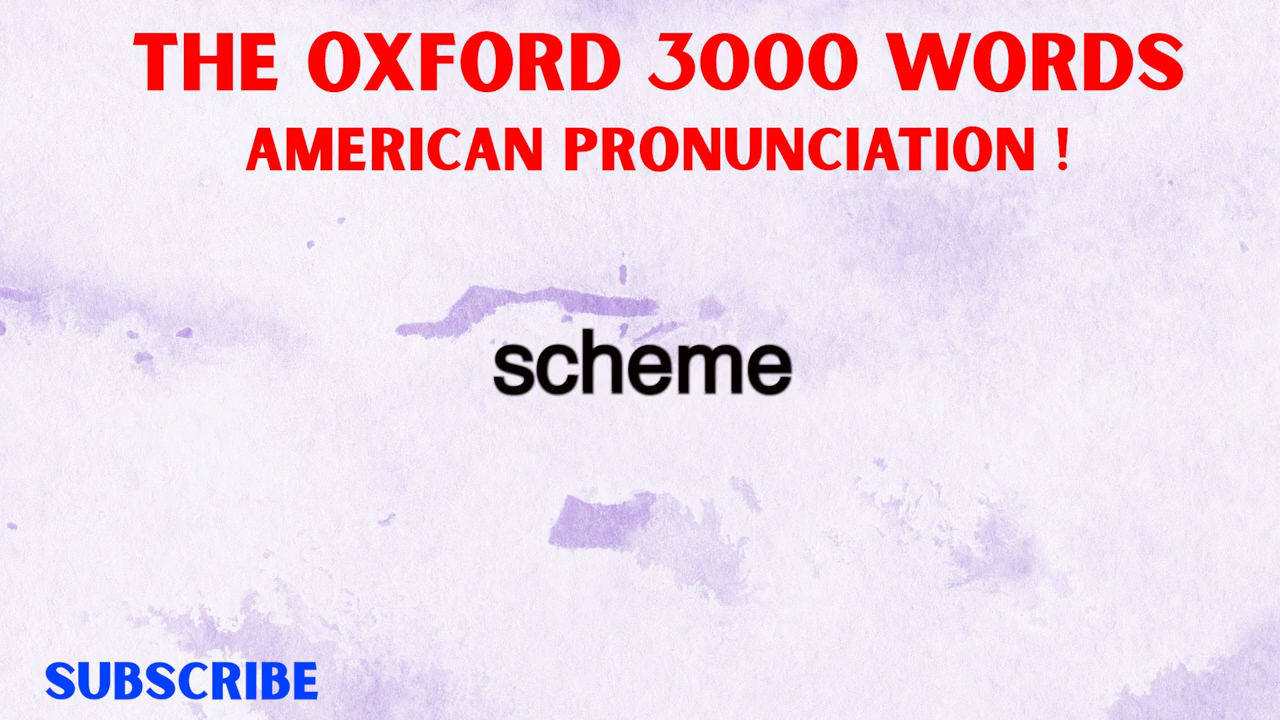 THE OXFORD 3000 WORDS
AMERICAN PRONUNCIATION !
scheme
SUBSCRIBE